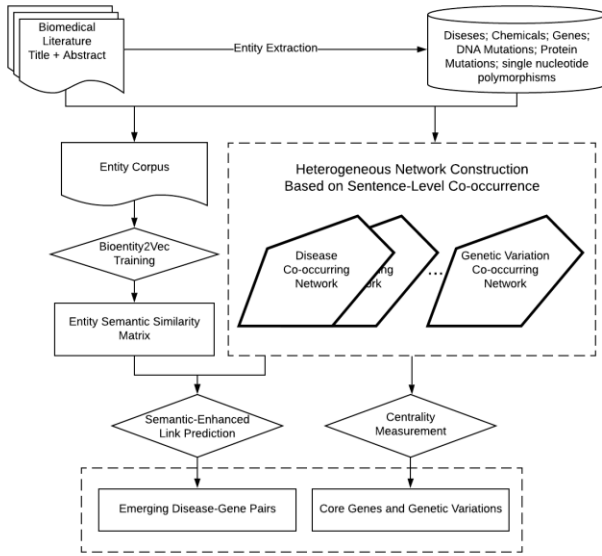 Biomedical
Literature
Title + Abstract
Entity Extraction
Diseses; Chemicals; Genes;
DNA Mutations; Protein
Mutations; single nucleotide
polymorphisms
Entity Corpus
Heterogeneous Network Construction
Based on Sentence-Level Co-occurrence
Bioentity2Vec
Training
Disease
Co-occurring
Network
...
Genetic Variation
Co-occurring
Network
Entity Semantic Similarity
Matrix
Semantic-Enhanced
Link Prediction
Centrality
Measurement
Emerging Disease-Gene Pairs
Core Genes and Genetic Variations